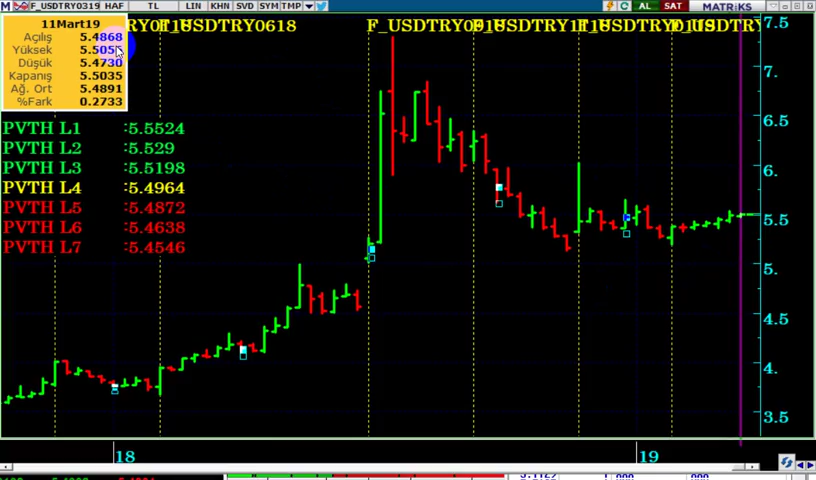 M F_USDTRY0319 HAF TL LIN LOG KHN SVD SYM TMP AL SAT MATRİKS
F_USDTRY0618
11Mart19
Açılış 5.4868
Yüksek
Düşük 5.4730
Kapanış 5.5035
Ağ. Ort 5.4891
%Fark 0.2733
PVTH L1 :5.5524
PVTH L2 :5.529
PVTH L3 :5.5198
PVTH L4 :5.4964
PVTH L5 :5.4872
PVTH L6 :5.4638
PVTH L7 :5.4546
7.5
7.
6.5
6.
5.5
5.
4.5
4.
3.5
18 19